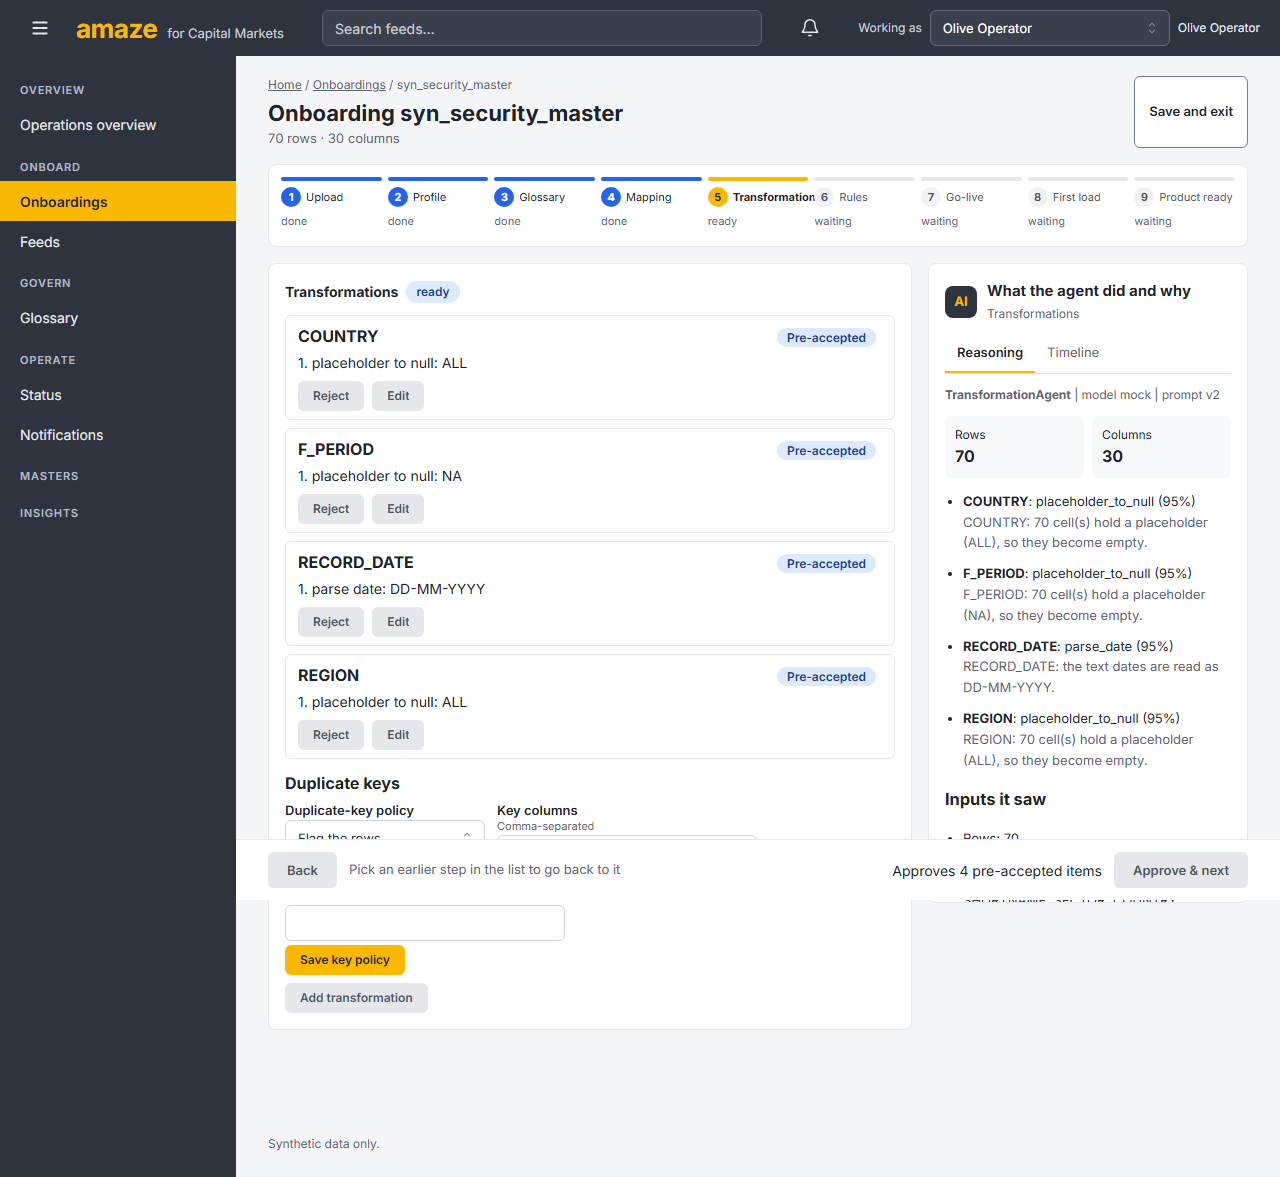 amaze for Capital Markets
Search feeds...
Working as
Olive Operator
Olive Operator
OVERVIEW
Operations overview
ONBOARD
Onboardings
Feeds
GOVERN
Glossary
OPERATE
Status
Notifications
MASTERS
INSIGHTS
Home / Onboardings / syn_security_master
Onboarding syn_security_master
70 rows · 30 columns
Save and exit
1 Upload
done
2 Profile
done
3 Glossary
done
4 Mapping
done
5 Transformation
ready
6 Rules
waiting
7 Go-live
waiting
8 First load
waiting
9 Product ready
waiting
Transformations ready
COUNTRY
Pre-accepted
1. placeholder to null: ALL
Reject Edit
F_PERIOD
Pre-accepted
1. placeholder to null: NA
Reject Edit
RECORD_DATE
Pre-accepted
1. parse date: DD-MM-YYYY
Reject Edit
REGION
Pre-accepted
1. placeholder to null: ALL
Reject Edit
Duplicate keys
Duplicate-key policy
Flag the rows
Key columns
Comma-separated
Save key policy
Add transformation
AI What the agent did and why
Transformations
Reasoning Timeline
TransformationAgent | model mock | prompt v2
Rows
70
Columns
30
COUNTRY: placeholder_to_null (95%)
COUNTRY: 70 cell(s) hold a placeholder
(ALL), so they become empty.
F_PERIOD: placeholder_to_null (95%)
F_PERIOD: 70 cell(s) hold a placeholder
(NA), so they become empty.
RECORD_DATE: parse_date (95%)
RECORD_DATE: the text dates are read as
DD-MM-YYYY.
REGION: placeholder_to_null (95%)
REGION: 70 cell(s) hold a placeholder
(ALL), so they become empty.
Inputs it saw
Rows: 70
Back
Pick an earlier step in the list to go back to it
Approves 4 pre-accepted items
Approve & next
Synthetic data only.